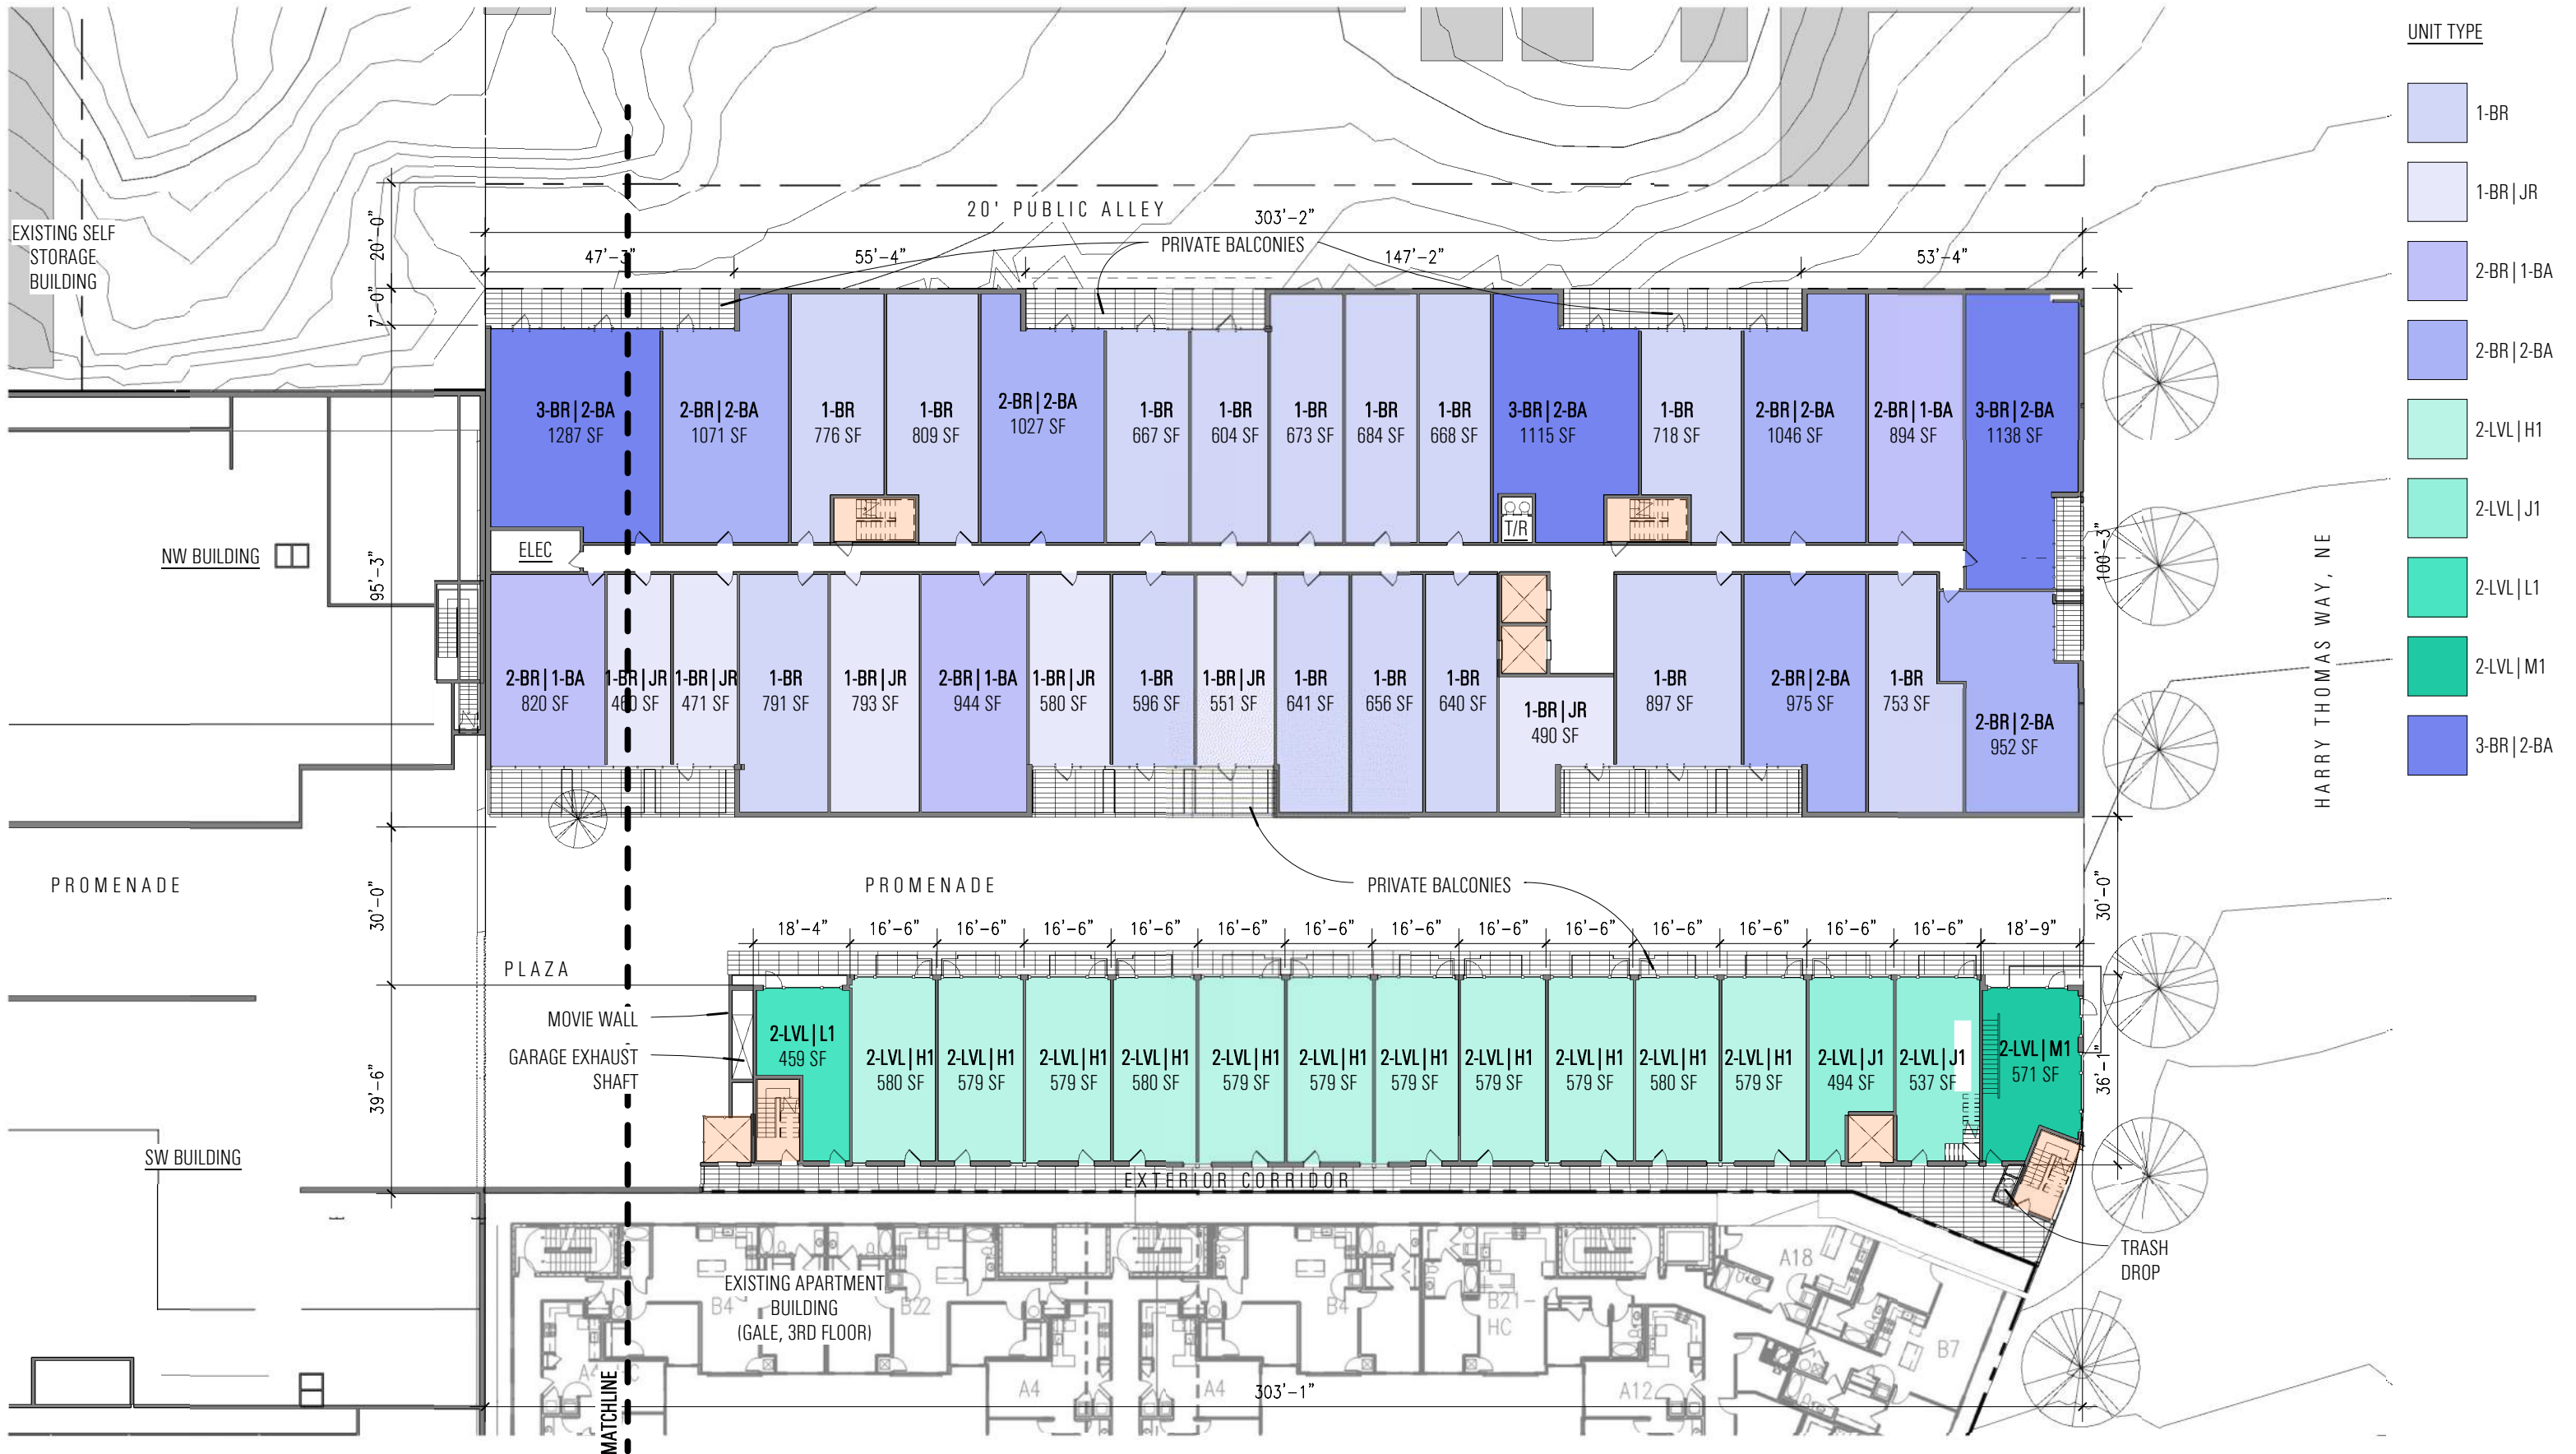 UNIT TYPE
1-BR
1-BR|JR
2-BR|1-BA
2-BR|2-BA
2-LVL|H1
2-LVL|J1
2-LVL|L1
2-LVL|M1
3-BR|2-BA
20' PUBLIC ALLEY
303'-2"
PRIVATE BALCONIES
47'-3"
55'-4"
147'-2"
53'-4"
EXISTING SELF
STORAGE
BUILDING
20'-0"
7'-0"
95'-3"
30'-0"
39'-6"
3-BR|2-BA
1287 SF
2-BR|2-BA
1071 SF
1-BR
776 SF
1-BR
809 SF
2-BR|2-BA
1027 SF
1-BR
667 SF
1-BR
604 SF
1-BR
673 SF
1-BR
684 SF
1-BR
668 SF
3-BR|2-BA
1115 SF
1-BR
718 SF
2-BR|2-BA
1046 SF
2-BR|1-BA
894 SF
3-BR|2-BA
1138 SF
T/R
ELEC
NW BUILDING
100'-3"
HARRY THOMAS WAY, NE
2-BR|1-BA
820 SF
1-BR|JR
460 SF
1-BR|JR
471 SF
1-BR
791 SF
1-BR|JR
793 SF
2-BR|1-BA
944 SF
1-BR|JR
580 SF
1-BR
596 SF
1-BR|JR
551 SF
1-BR
641 SF
1-BR
656 SF
1-BR
640 SF
1-BR|JR
490 SF
1-BR
897 SF
2-BR|2-BA
975 SF
1-BR
753 SF
2-BR|2-BA
952 SF
PROMENADE
PROMENADE
PRIVATE BALCONIES
30'-0"
18'-4"
16'-6"
16'-6"
16'-6"
16'-6"
16'-6"
16'-6"
16'-6"
16'-6"
16'-6"
16'-6"
16'-6"
16'-6"
16'-6"
18'-9"
PLAZA
MOVIE WALL
GARAGE EXHAUST
SHAFT
2-LVL|L1
459 SF
2-LVL|H1
580 SF
2-LVL|H1
579 SF
2-LVL|H1
579 SF
2-LVL|H1
580 SF
2-LVL|H1
579 SF
2-LVL|H1
579 SF
2-LVL|H1
579 SF
2-LVL|H1
579 SF
2-LVL|H1
579 SF
2-LVL|H1
580 SF
2-LVL|H1
579 SF
2-LVL|J1
494 SF
2-LVL|J1
537 SF
2-LVL|M1
571 SF
36'-1"
SW BUILDING
EXTERIOR CORRIDOR
TRASH
DROP
EXISTING APARTMENT
BUILDING
(GALE, 3RD FLOOR)
B4
B22
B4
B21-
HC
A18
B7
A4
A4
A12
303'-1"
MATCHLINE